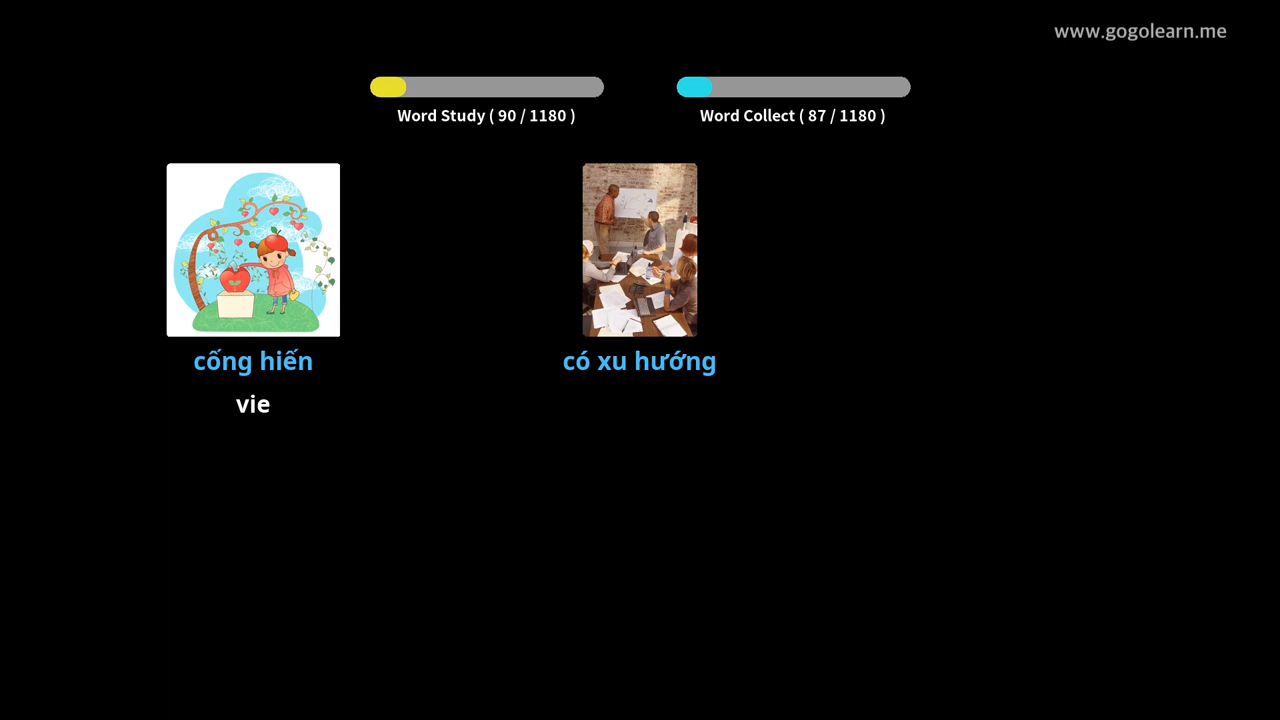 www.gogolearn.me
Word Study ( 90 / 1180 )
Word Collect ( 87 / 1180 )
cống hiến
có xu hướng
vie